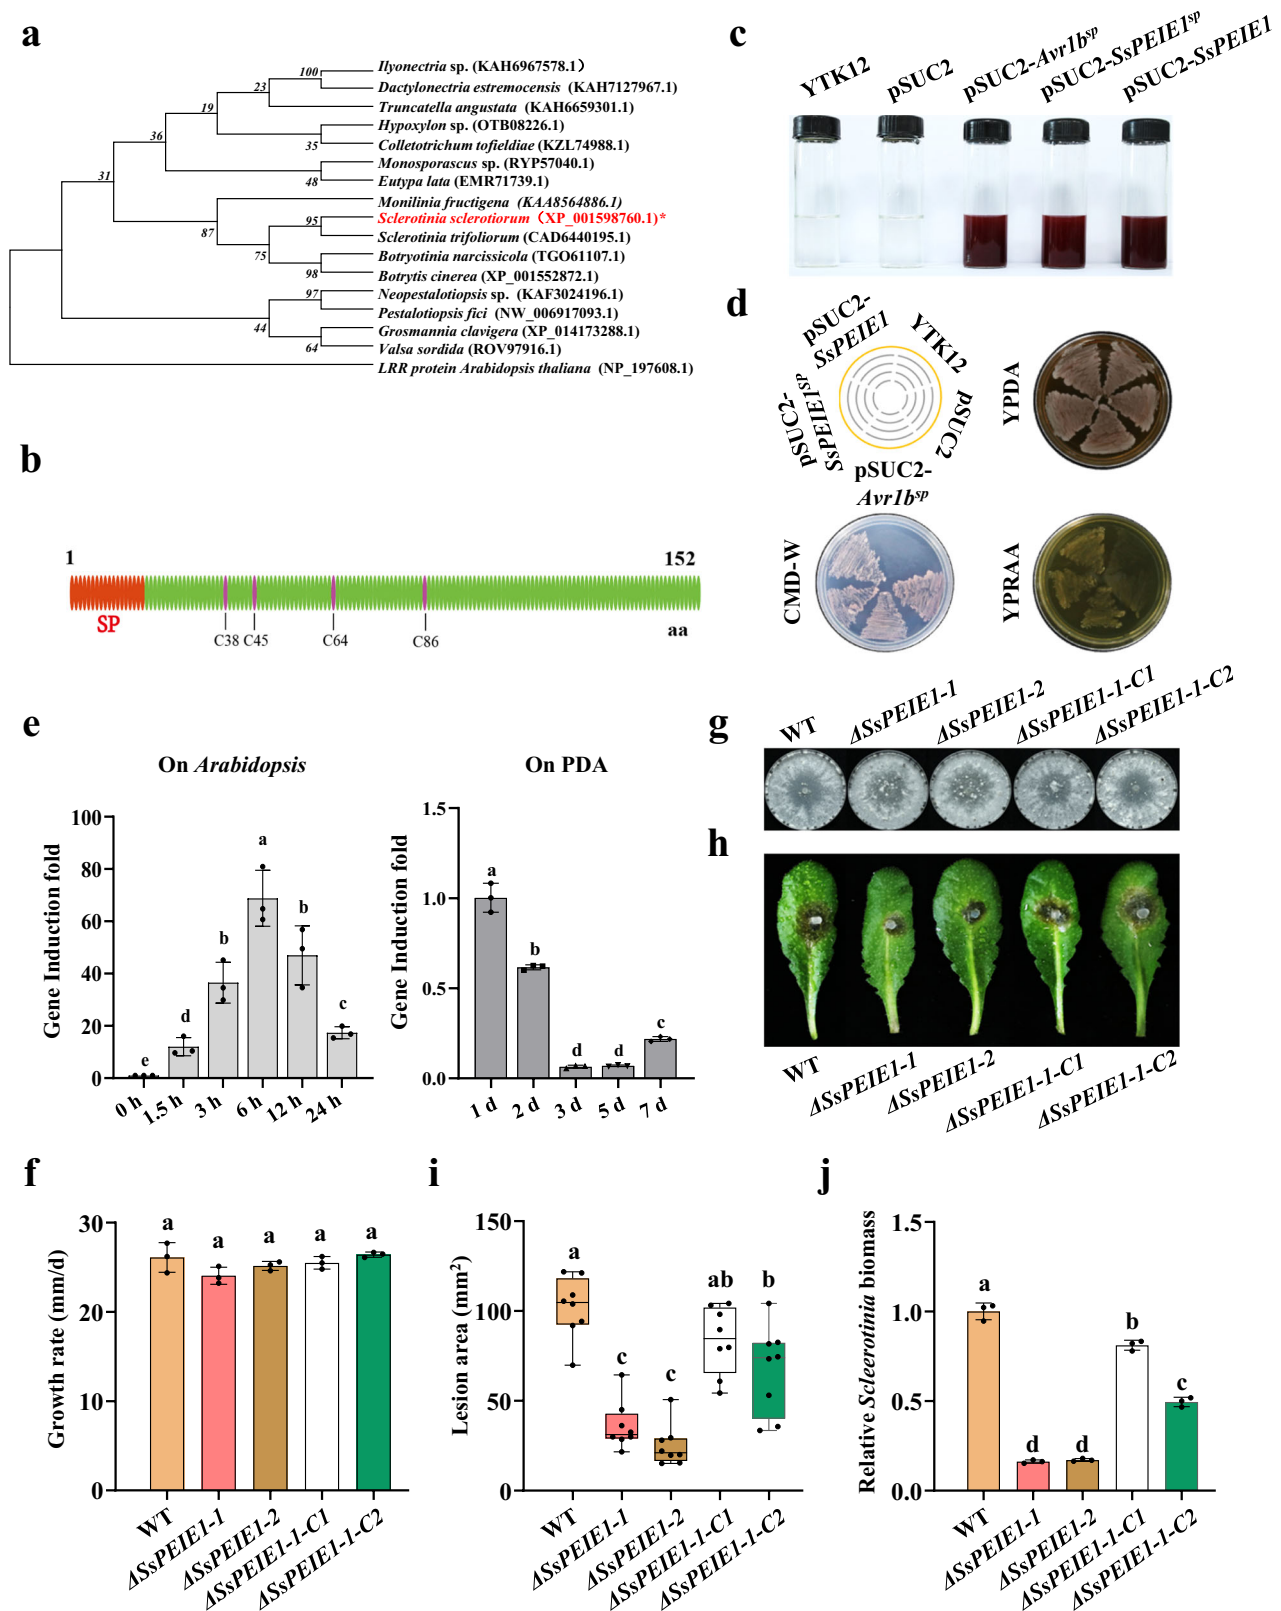 a
Ilyonectria sp. (KAH6967578.1)
100
Dactylonectria estremocensis (KAH7127967.1)
23
Truncatella angustata (KAH6659301.1)
19
Hypoxylon sp. (OTB08226.1)
36
Colletotrichum tofieldiae (KZL74988.1)
35
Monosporascus sp. (RYP57040.1)
31
Eutypa lata (EMR71739.1)
48
Monilinia fructigena (KAA8564886.1)
Sclerotinia sclerotiorum (XP_001598760.1)*
95
Sclerotinia trifoliorum (CAD6440195.1)
87
Botryotinia narcissicola (TGO61107.1)
75
Botrytis cinerea (XP_001552872.1)
98
Neopestalotiopsis sp. (KAF3024196.1)
97
Pestalotiopsis fici (NW_006917093.1)
Grosmannia clavigera (XP_014173288.1)
44
Valsa sordida (ROV97916.1)
64
LRR protein Arabidopsis thaliana (NP_197608.1)
b
1
152
SP
C38
C45
C64
C86
aa
c
YTK12
pSUC2
pSUC2-Avr1bsp
pSUC2-SsPEIE1sp
pSUC2-SsPEIE1
d
pSUC2-
SsPEIE1
YTK12
pSUC2
pSUC2-
Avr1bsp
pSUC2-
SsPEIE1sp
YPDA
CMD-W
YPRAA
e
On Arabidopsis
Gene Induction fold
100
80
60
40
20
0
e
d
b
a
b
c
0 h
1.5 h
3 h
6 h
12 h
24 h
On PDA
Gene Induction fold
1.5
1.0
0.5
0.0
a
b
d
d
c
1 d
2 d
3 d
5 d
7 d
g
WT
ΔSsPEIE1-1
ΔSsPEIE1-2
ΔSsPEIE1-1-C1
ΔSsPEIE1-1-C2
h
WT
ΔSsPEIE1-1
ΔSsPEIE1-2
ΔSsPEIE1-1-C1
ΔSsPEIE1-1-C2
f
Growth rate (mm/d)
30
20
10
0
a
a
a
a
a
WT
ΔSsPEIE1-1
ΔSsPEIE1-2
ΔSsPEIE1-1-C1
ΔSsPEIE1-1-C2
i
Lesion area (mm2)
150
100
50
0
a
c
c
ab
b
WT
ΔSsPEIE1-1
ΔSsPEIE1-2
ΔSsPEIE1-1-C1
ΔSsPEIE1-1-C2
j
Relative Scleerotinia biomass
1.5
1.0
0.5
0.0
a
d
d
b
c
WT
ΔSsPEIE1-1
ΔSsPEIE1-2
ΔSsPEIE1-1-C1
ΔSsPEIE1-1-C2